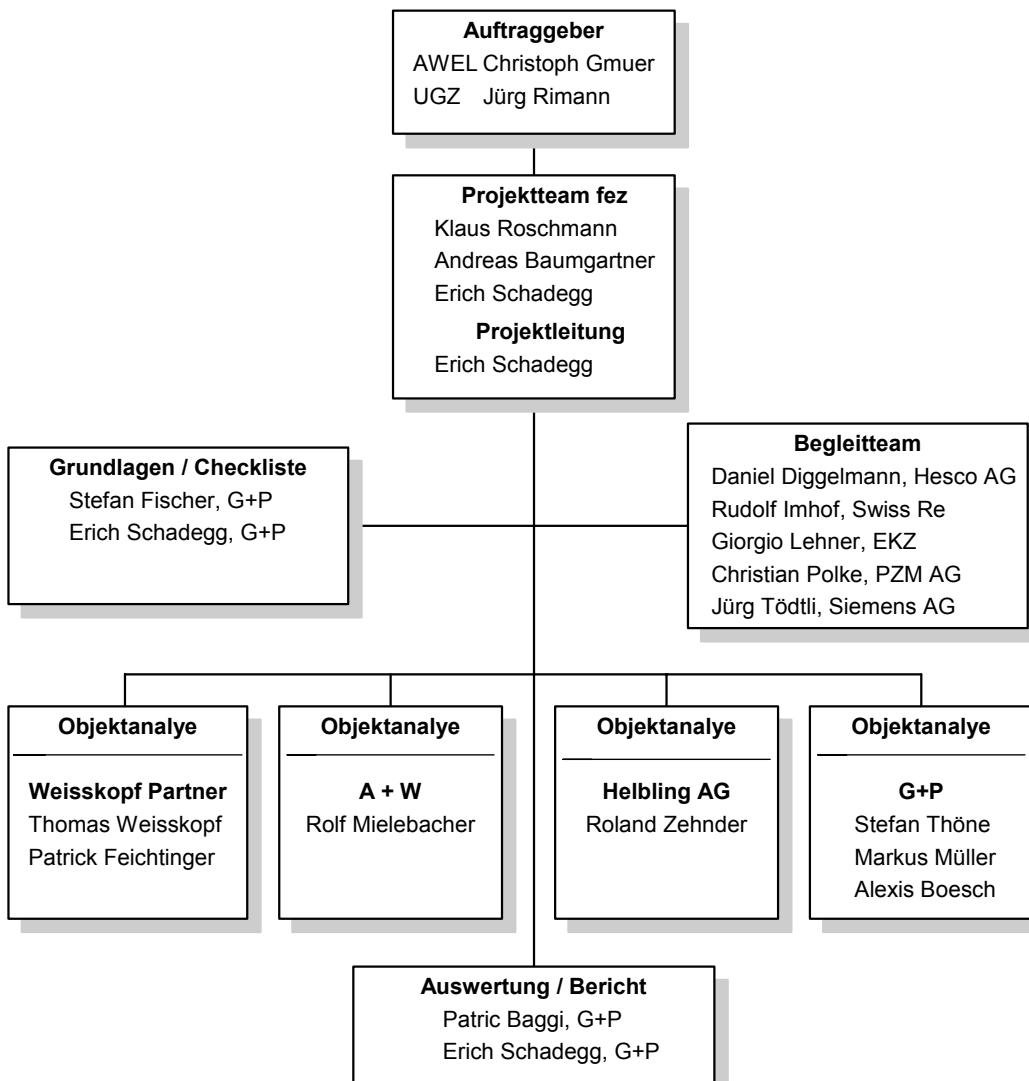 Auftraggeber
AWEL Christoph Gmuer
UGZ Jürg Rimann
Projektteam fez
Klaus Roschmann
Andreas Baumgartner
Erich Schadegg
Projektleitung
Erich Schadegg
Grundlagen / Checkliste
Stefan Fischer, G+P
Erich Schadegg, G+P
Begleitteam
Daniel Diggelmann, Hesco AG
Rudolf Imhof, Swiss Re
Giorgio Lehner, EKZ
Christian Polke, PZM AG
Jürg Tödtli, Siemens AG
Objektanalye
Weisskopf Partner
Thomas Weisskopf
Patrick Feichtinger
Objektanalye
A + W
Rolf Mielebacher
Objektanalye
Helbling AG
Roland Zehnder
Objektanalye
G+P
Stefan Thöne
Markus Müller
Alexis Boesch
Auswertung / Bericht
Patric Baggi, G+P
Erich Schadegg, G+P